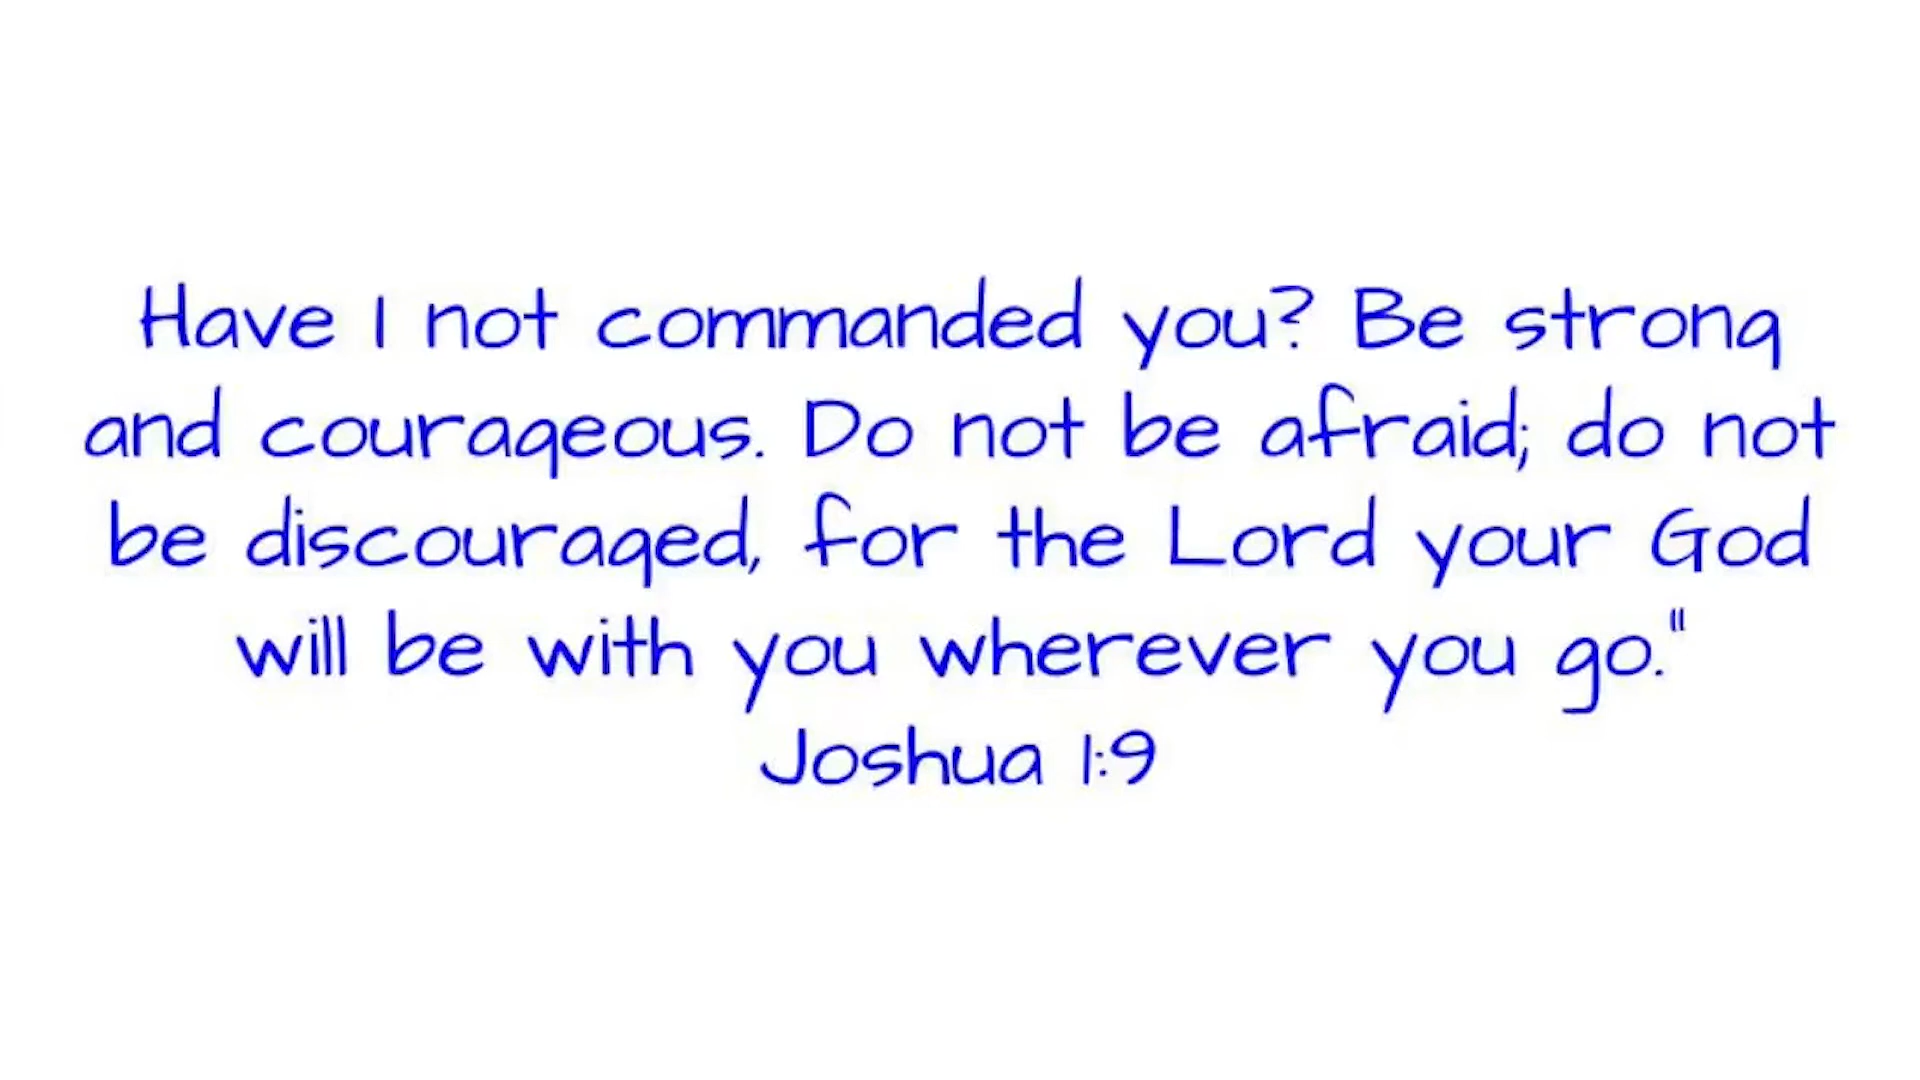 Have I not commanded you? Be strong
and courageous. Do not be afraid; do not
be discouraged, for the Lord your God
will be with you wherever you go."
Joshua 1:9